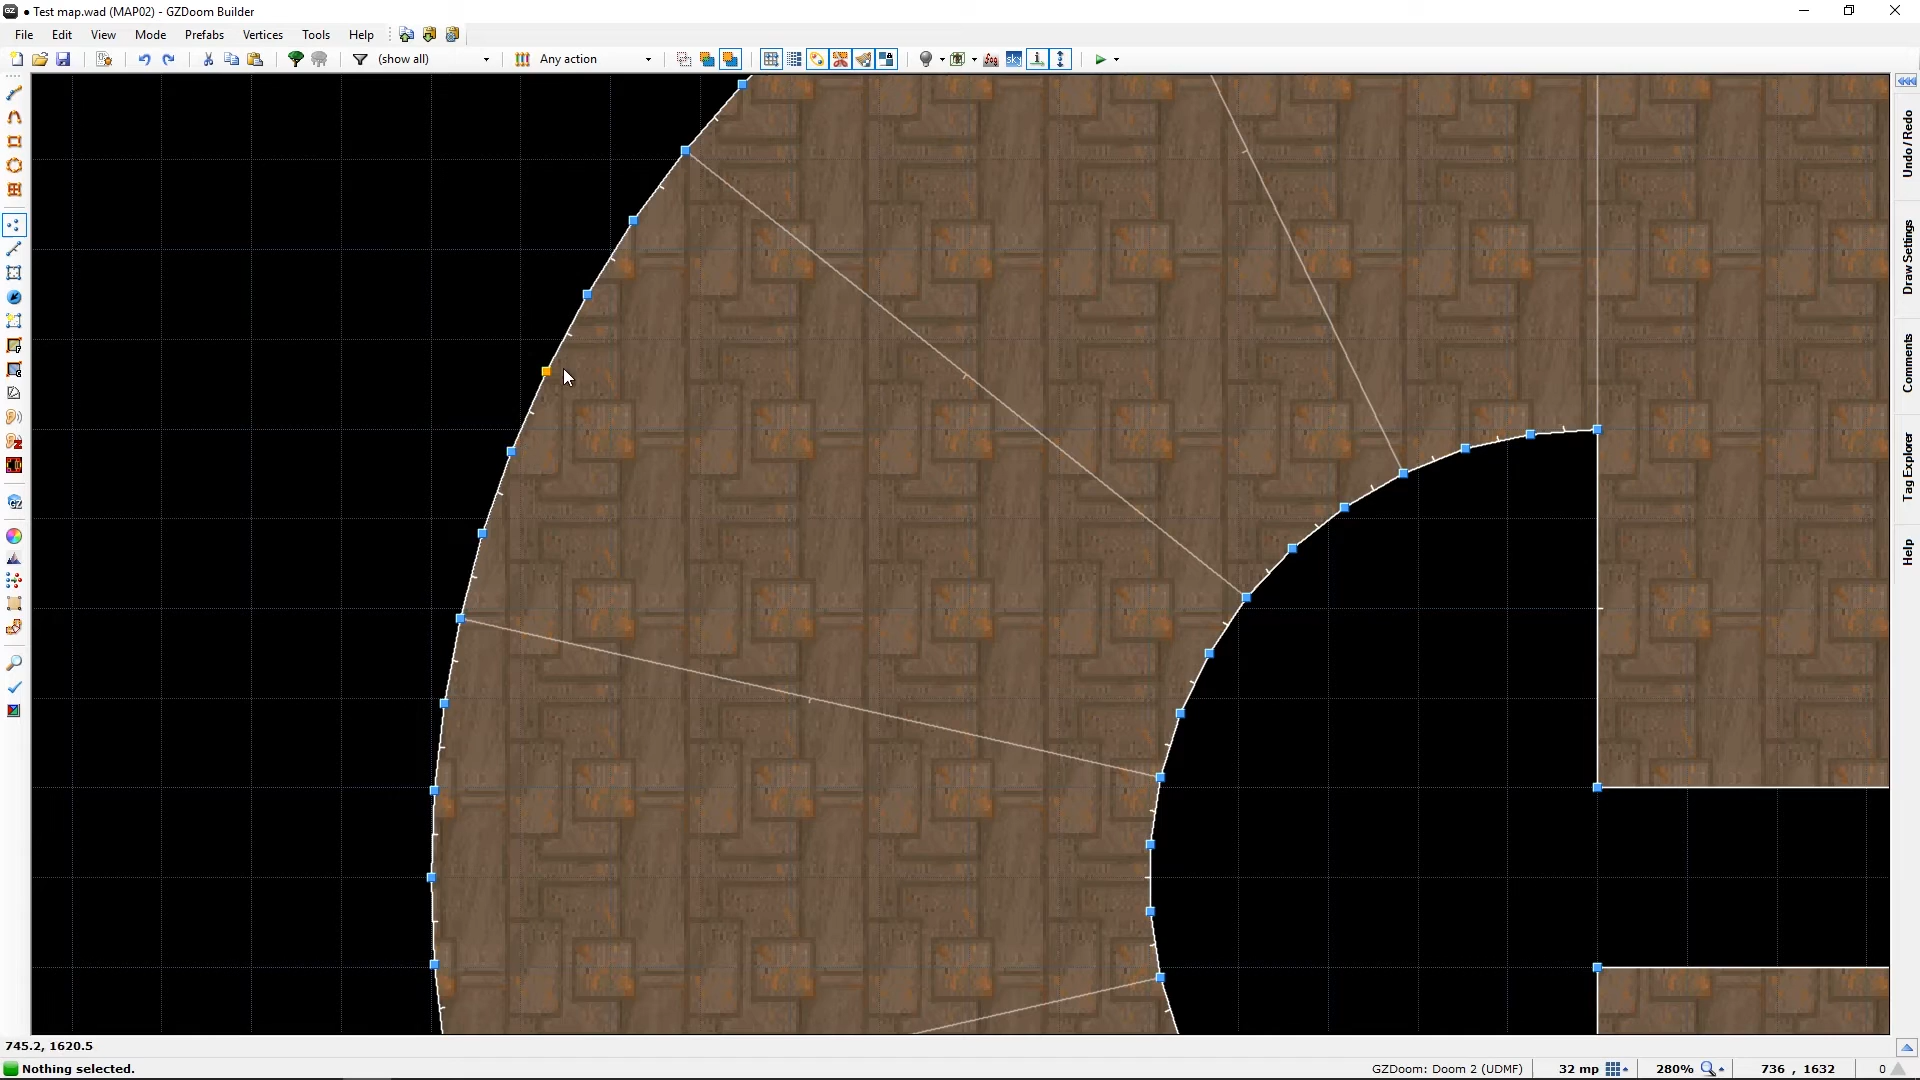 ● Test map.wad (MAP02) - GZDoom Builder
File Edit View Mode Prefabs Vertices Tools Help
(show all) Any action
Undo / Redo
Draw Settings
Comments
Tag Explorer
Help
745.2, 1620.5
Nothing selected. GZDoom: Doom 2 (UDMF) 32 mp 280% 736 , 1632 0